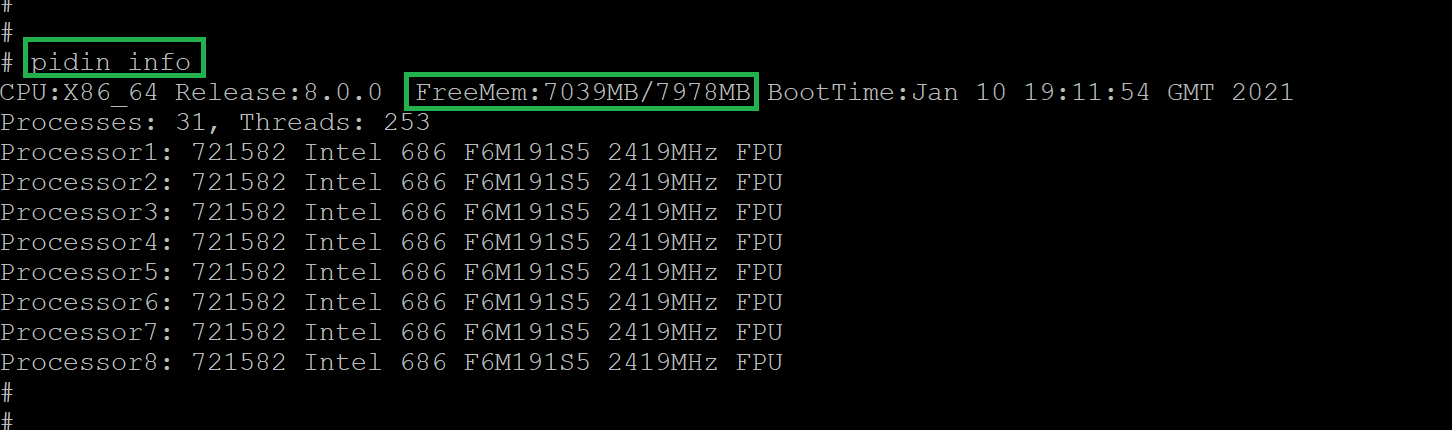 #
#
# pidin info
CPU:X86_64 Release:8.0.0 FreeMem:7039MB/7978MB BootTime:Jan 10 19:11:54 GMT 2021
Processes: 31, Threads: 253
Processor1: 721582 Intel 686 F6M191S5 2419MHz FPU
Processor2: 721582 Intel 686 F6M191S5 2419MHz FPU
Processor3: 721582 Intel 686 F6M191S5 2419MHz FPU
Processor4: 721582 Intel 686 F6M191S5 2419MHz FPU
Processor5: 721582 Intel 686 F6M191S5 2419MHz FPU
Processor6: 721582 Intel 686 F6M191S5 2419MHz FPU
Processor7: 721582 Intel 686 F6M191S5 2419MHz FPU
Processor8: 721582 Intel 686 F6M191S5 2419MHz FPU
#
#